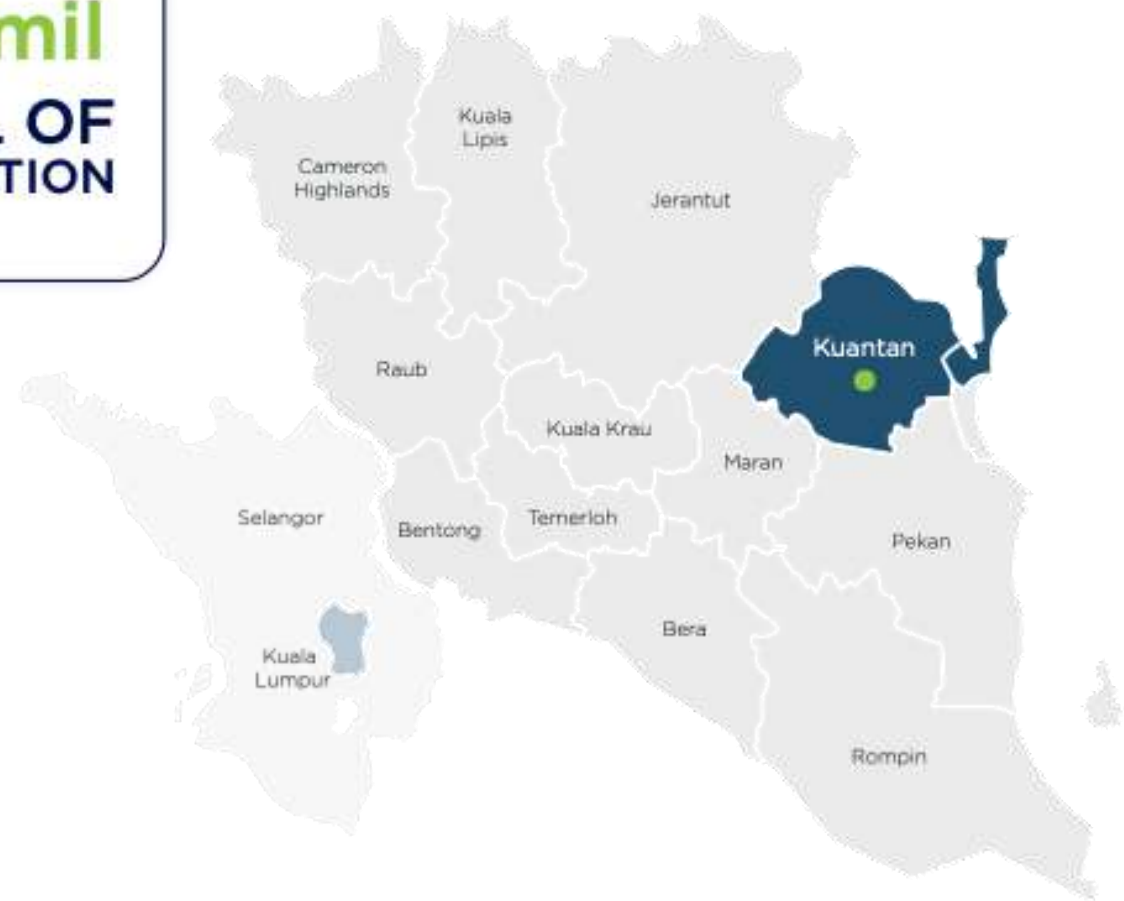 mil
. OF
TION
Kuala
Lipis
Cameron
Highlands
Jerantut
Kuantan
Raub
Kuala Krau
Maran
Selangor
Temerloh
Bentong
Pekan
Bera
Kuala
Lumpur
Rompin